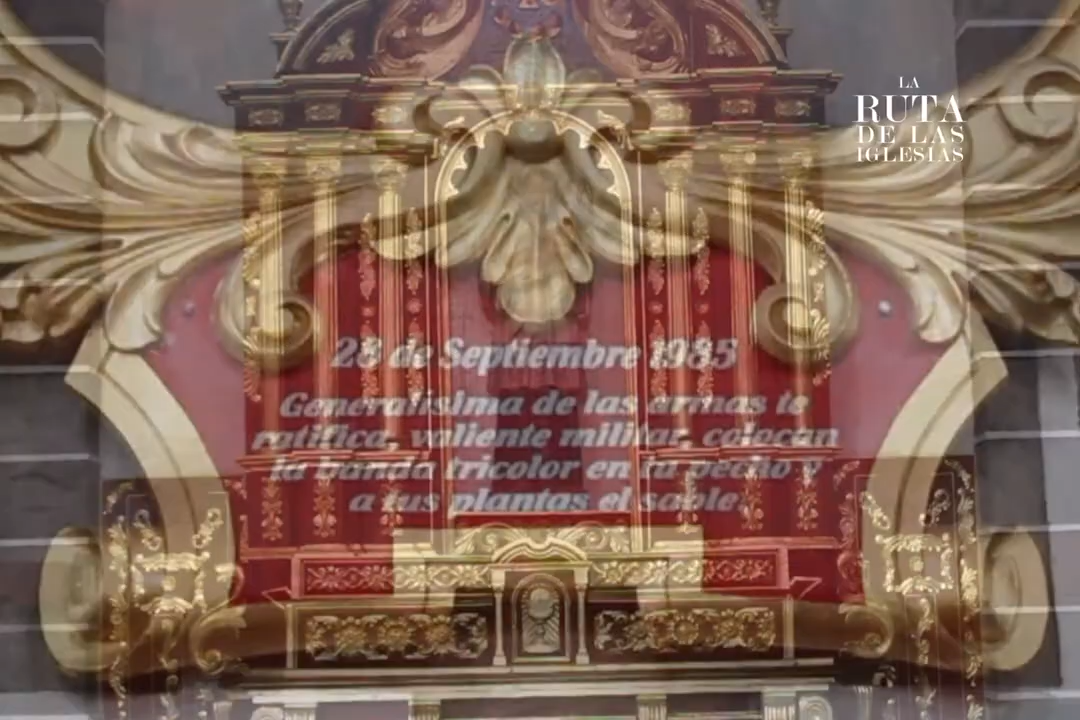 LA
RUTA
DE LAS
IGLESIAS
28 de Septiembre 1985
Generalisima de las armas te
ratifica, valiente militar, colocan
la banda tricolor en tu pecho y
a tus plantas el sable.